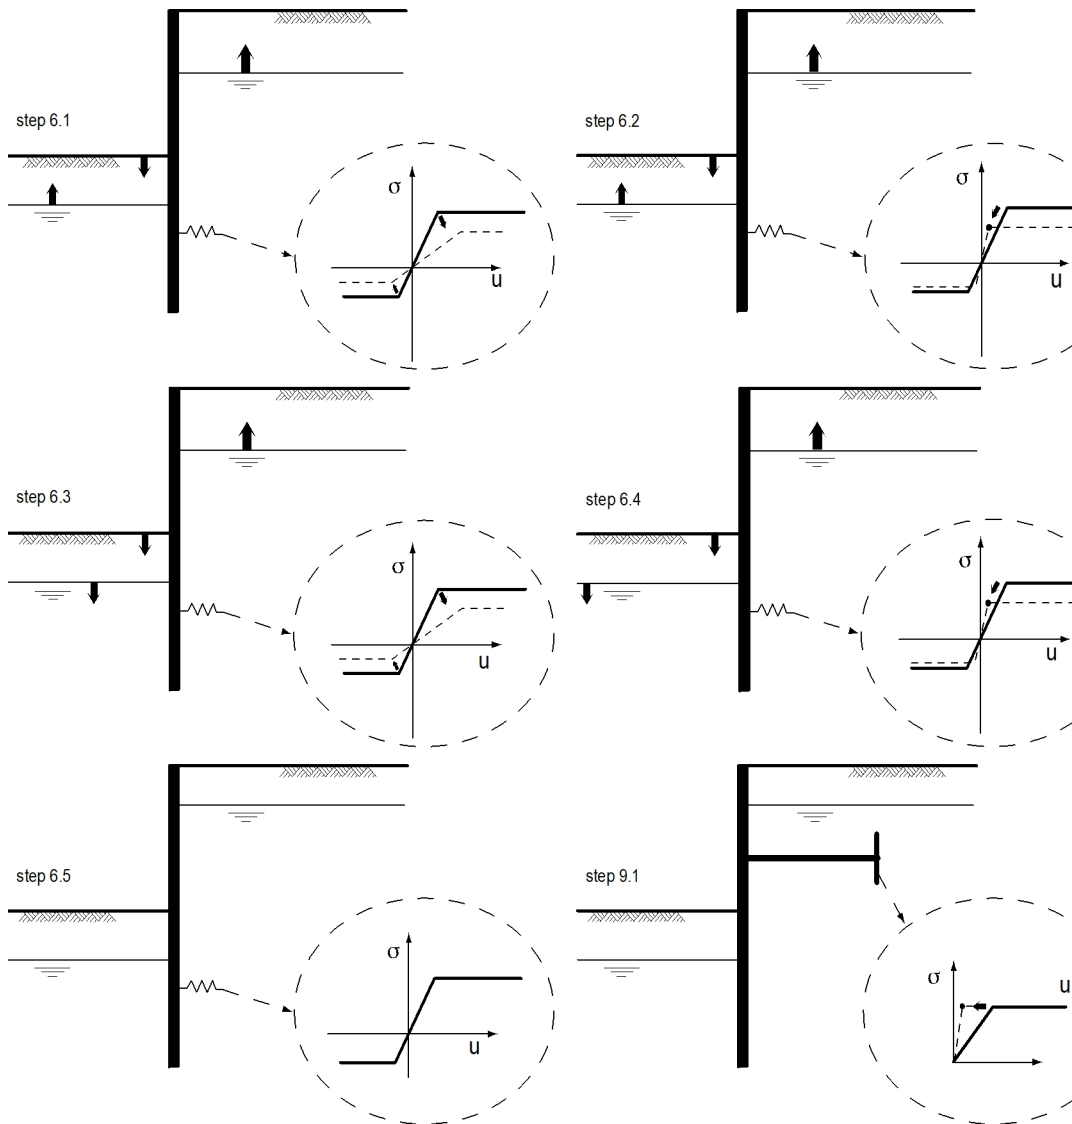 step 6.1
σ
u
step 6.2
σ
u
step 6.3
σ
u
step 6.4
σ
u
step 6.5
σ
u
step 9.1
σ
u